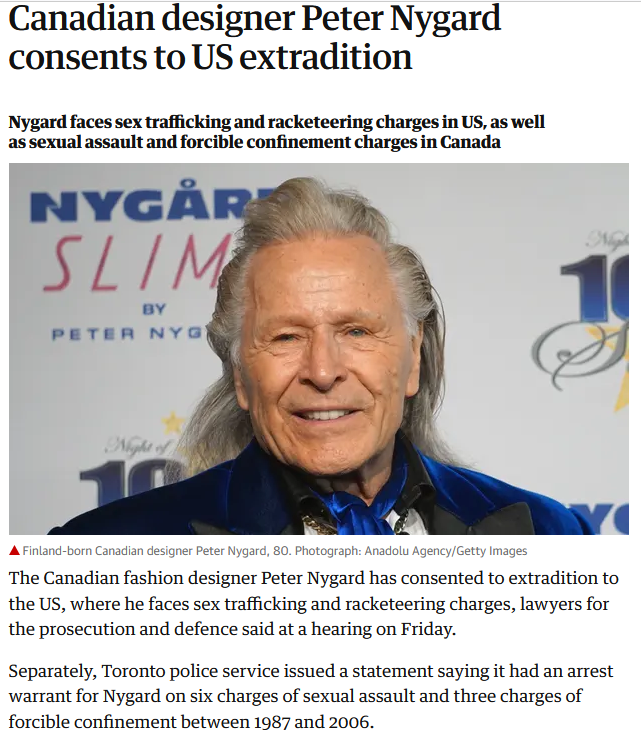 Canadian designer Peter Nygard
consents to US extradition
Nygard faces sex trafficking and racketeering charges in US, as well
as sexual assault and forcible confinement charges in Canada
NYGÅR
SLIM
BY
PETER NYG
Night of
10
Nigh
10
NYG
▲ Finland-born Canadian designer Peter Nygard, 80. Photograph: Anadolu Agency/Getty Images
The Canadian fashion designer Peter Nygard has consented to extradition to
the US, where he faces sex trafficking and racketeering charges, lawyers for
the prosecution and defence said at a hearing on Friday.
Separately, Toronto police service issued a statement saying it had an arrest
warrant for Nygard on six charges of sexual assault and three charges of
forcible confinement between 1987 and 2006.